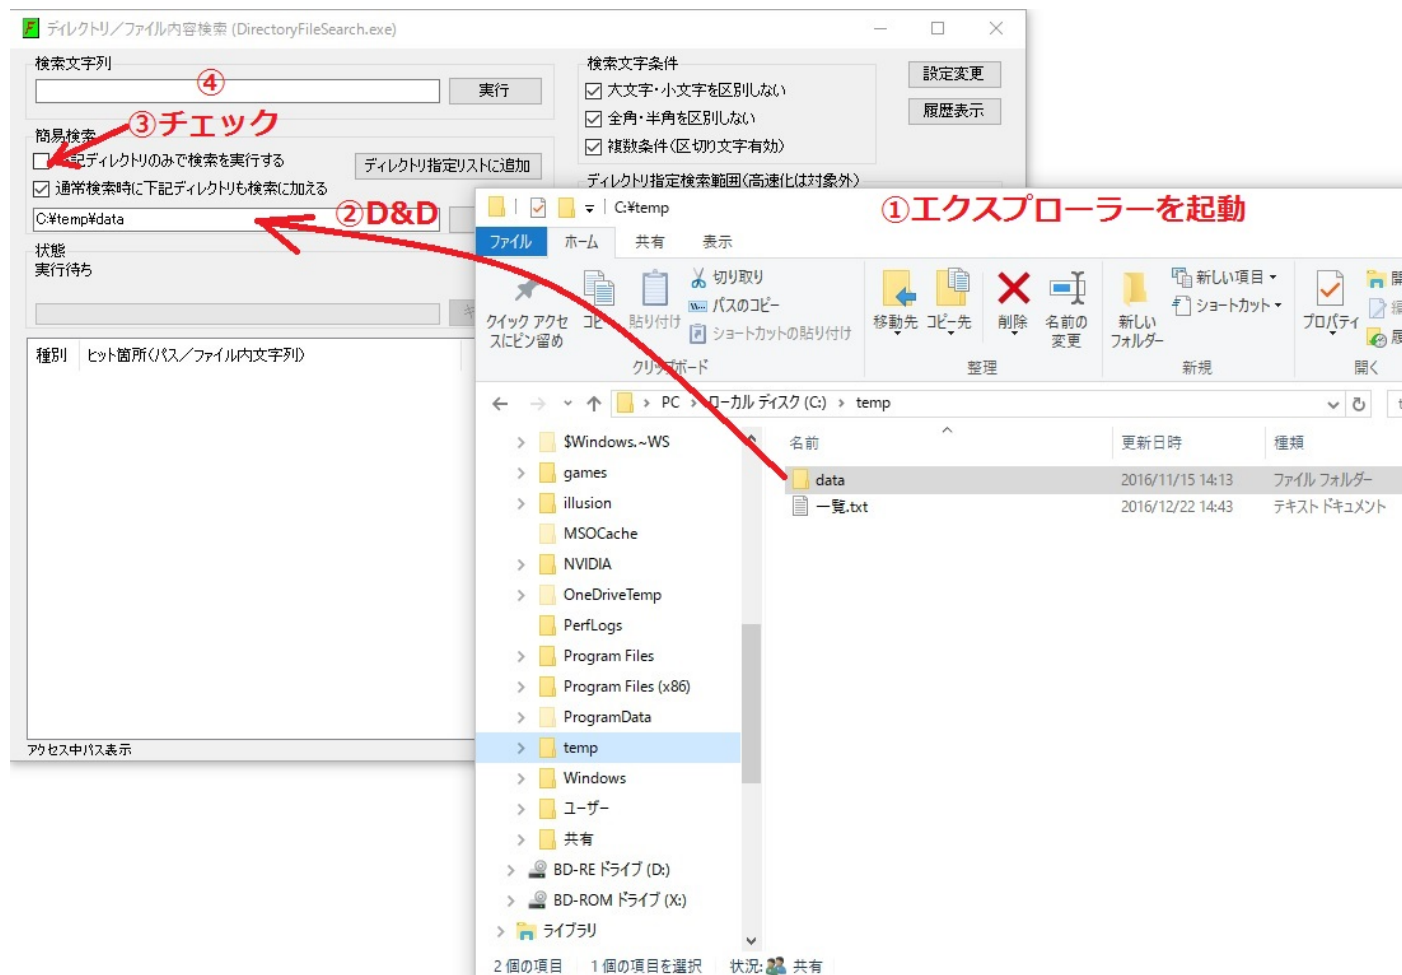 ディレクトリ／ファイル内容検索 (DirectoryFileSearch.exe)
検索文字列
④
実行
③チェック
簡易検索
記ディレクトリのみで検索を実行する
ディレクトリ指定リストに追加
通常検索時に下記ディレクトリも検索に加える
C:¥temp¥data
②D&D
状態
実行待ち
種別
ヒット箇所(パス／ファイル内文字列)
アクセス中パス表示
検索文字条件
大文字・小文字を区別しない
全角・半角を区別しない
複数条件(区切り文字有効)
設定変更
履歴表示
ディレクトリ指定検索範囲(高速化は対象外)
C:¥temp
①エクスプローラーを起動
ファイル
ホーム
共有
表示
クイック アクセ
スにピン留め
コピー
貼り付け
切り取り
パスのコピー
ショートカットの貼り付け
クリップボード
移動先
コピー先
削除
名前の
変更
整理
新しい
フォルダー
新しい項目
ショートカット
新規
プロパティ
開
履
開く
PC
ローカル ディスク (C:)
temp
名前
更新日時
種類
data
2016/11/15 14:13
ファイル フォルダー
一覧.txt
2016/12/22 14:43
テキスト ドキュメント
$Windows.~WS
games
illusion
MSOCache
NVIDIA
OneDriveTemp
PerfLogs
Program Files
Program Files (x86)
ProgramData
temp
Windows
ユーザー
共有
BD-RE ドライブ (D:)
BD-ROM ドライブ (X:)
ライブラリ
2 個の項目
1 個の項目を選択
状況:
共有